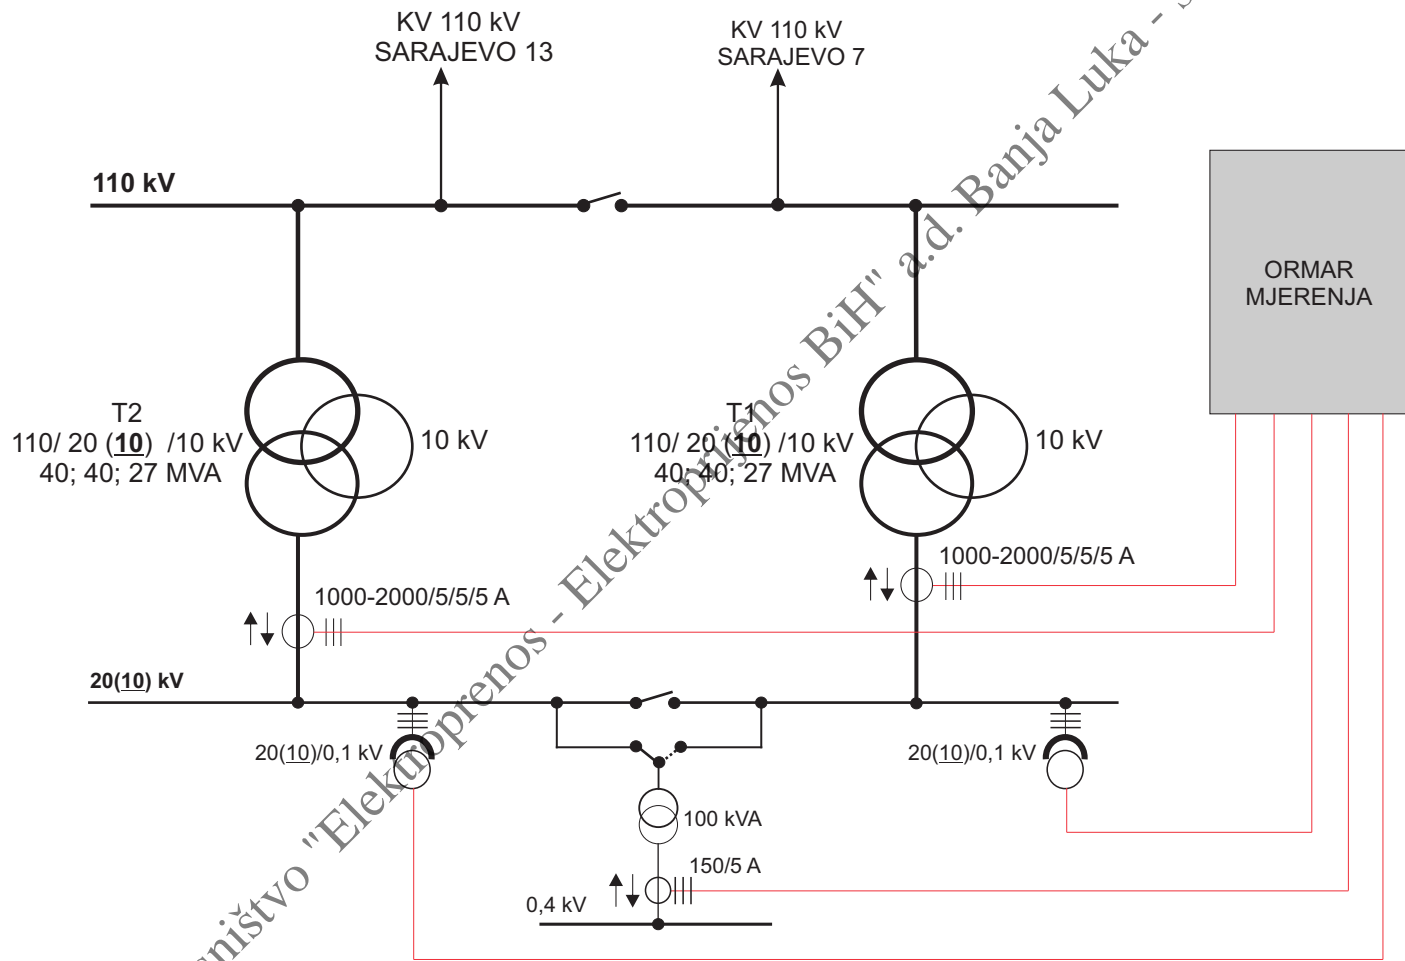 KV 110 kV
SARAJEVO 13
KV 110 kV
SARAJEVO 7
110 kV
ORMAR
MJERENJA
T2
110/ 20 (10) /10 kV
40; 40; 27 MVA
10 kV
T1
110/ 20 (10) /10 kV
40; 40; 27 MVA
10 kV
1000-2000/5/5/5 A
1000-2000/5/5/5 A
20(10) kV
20(10)/0,1 kV
20(10)/0,1 kV
100 kVA
150/5 A
0,4 kV
"Elektroprenos - Elektroprijenos BiH" a.d. Banja Luka -